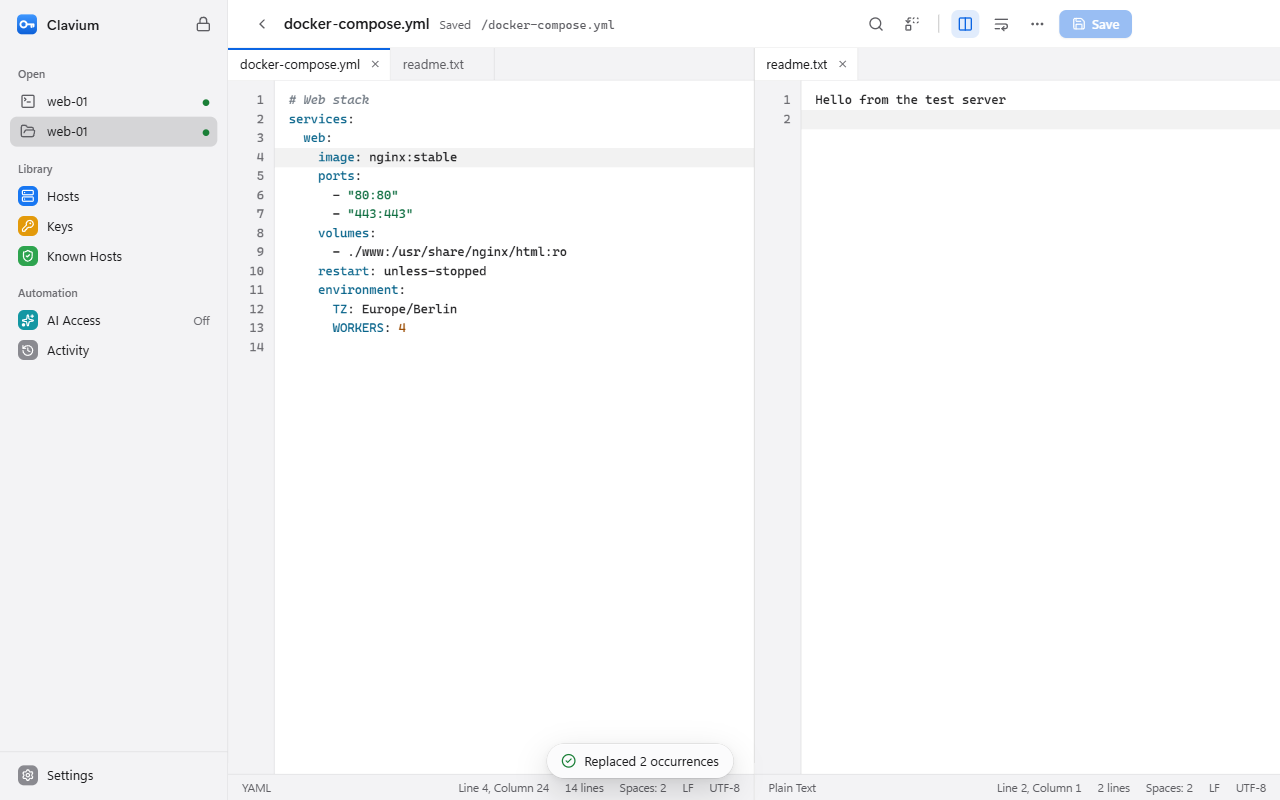 Clavium
Open
web-01
web-01
Library
Hosts
Keys
Known Hosts
Automation
AI Access Off
Activity
Settings
docker-compose.yml Saved /docker-compose.yml
Save
docker-compose.yml
readme.txt
1 # Web stack
2 services:
3 web:
4 image: nginx:stable
5 ports:
6 - "80:80"
7 - "443:443"
8 volumes:
9 - ./www:/usr/share/nginx/html:ro
10 restart: unless-stopped
11 environment:
12 TZ: Europe/Berlin
13 WORKERS: 4
14
YAML Line 4, Column 24 14 lines Spaces: 2 LF UTF-8
readme.txt
1 Hello from the test server
2
Plain Text Line 2, Column 1 2 lines Spaces: 2 LF UTF-8
Replaced 2 occurrences